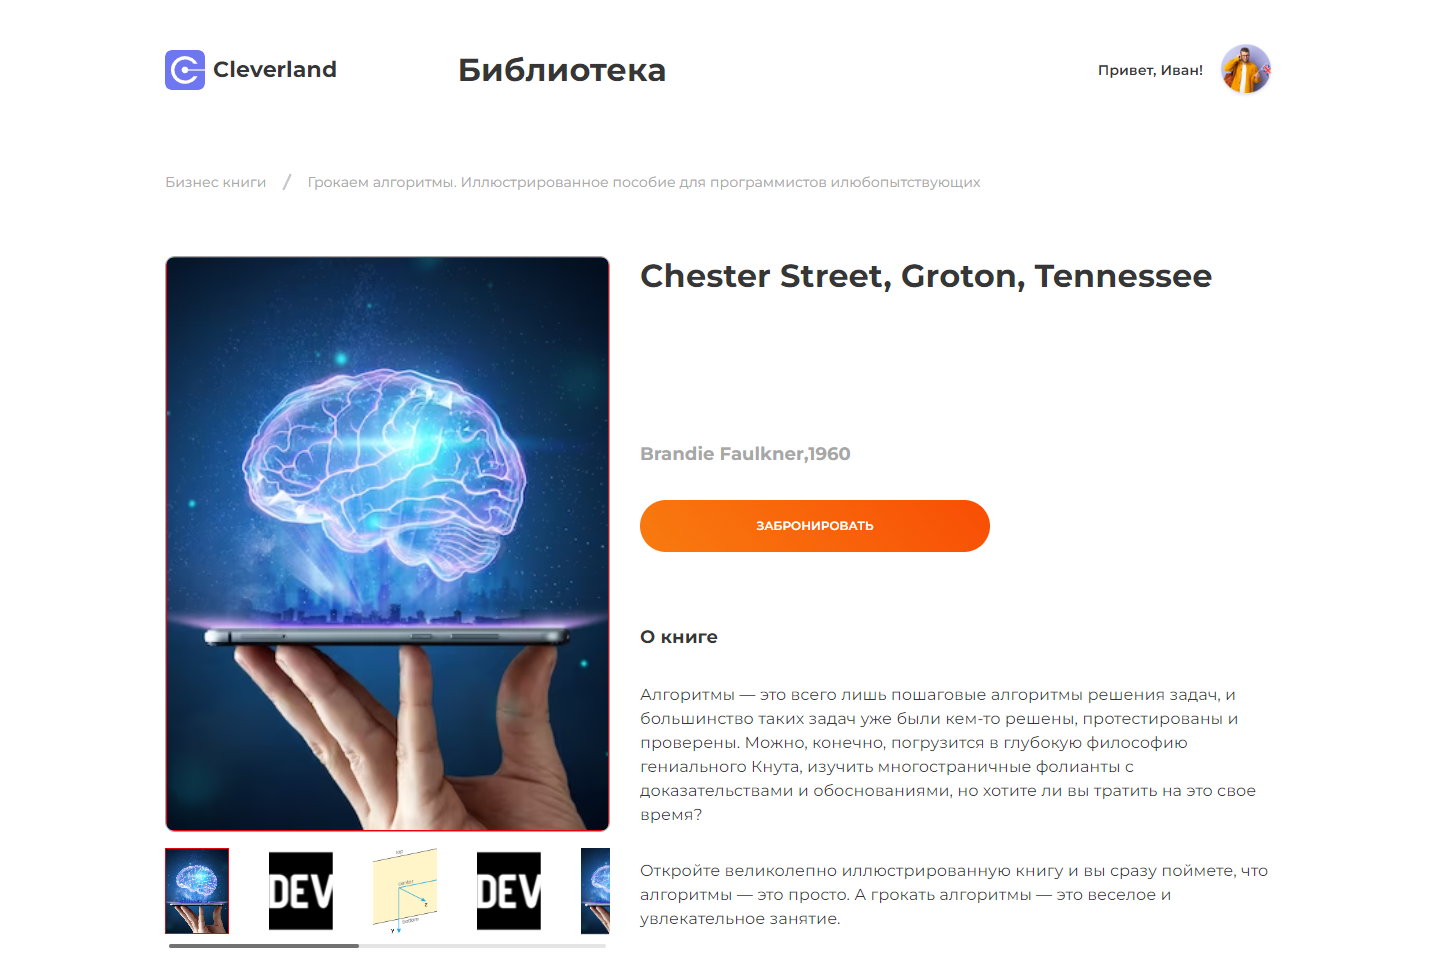 Cleverland
Библиотека
Привет, Иван!
Бизнес книги / Грокаем алгоритмы. Иллюстрированное пособие для программистов илюбопытствующих
Chester Street, Groton, Tennessee
Brandie Faulkner,1960
ЗАБРОНИРОВАТЬ
О книге
Алгоритмы — это всего лишь пошаговые алгоритмы решения задач, и
большинство таких задач уже были кем-то решены, протестированы и
проверены. Можно, конечно, погрузится в глубокую философию
гениального Кнута, изучить многостраничные фолианты с
доказательствами и обоснованиями, но хотите ли вы тратить на это свое
время?
Откройте великолепно иллюстрированную книгу и вы сразу поймете, что
алгоритмы — это просто. А грокать алгоритмы — это веселое и
увлекательное занятие.
DEV
DEV